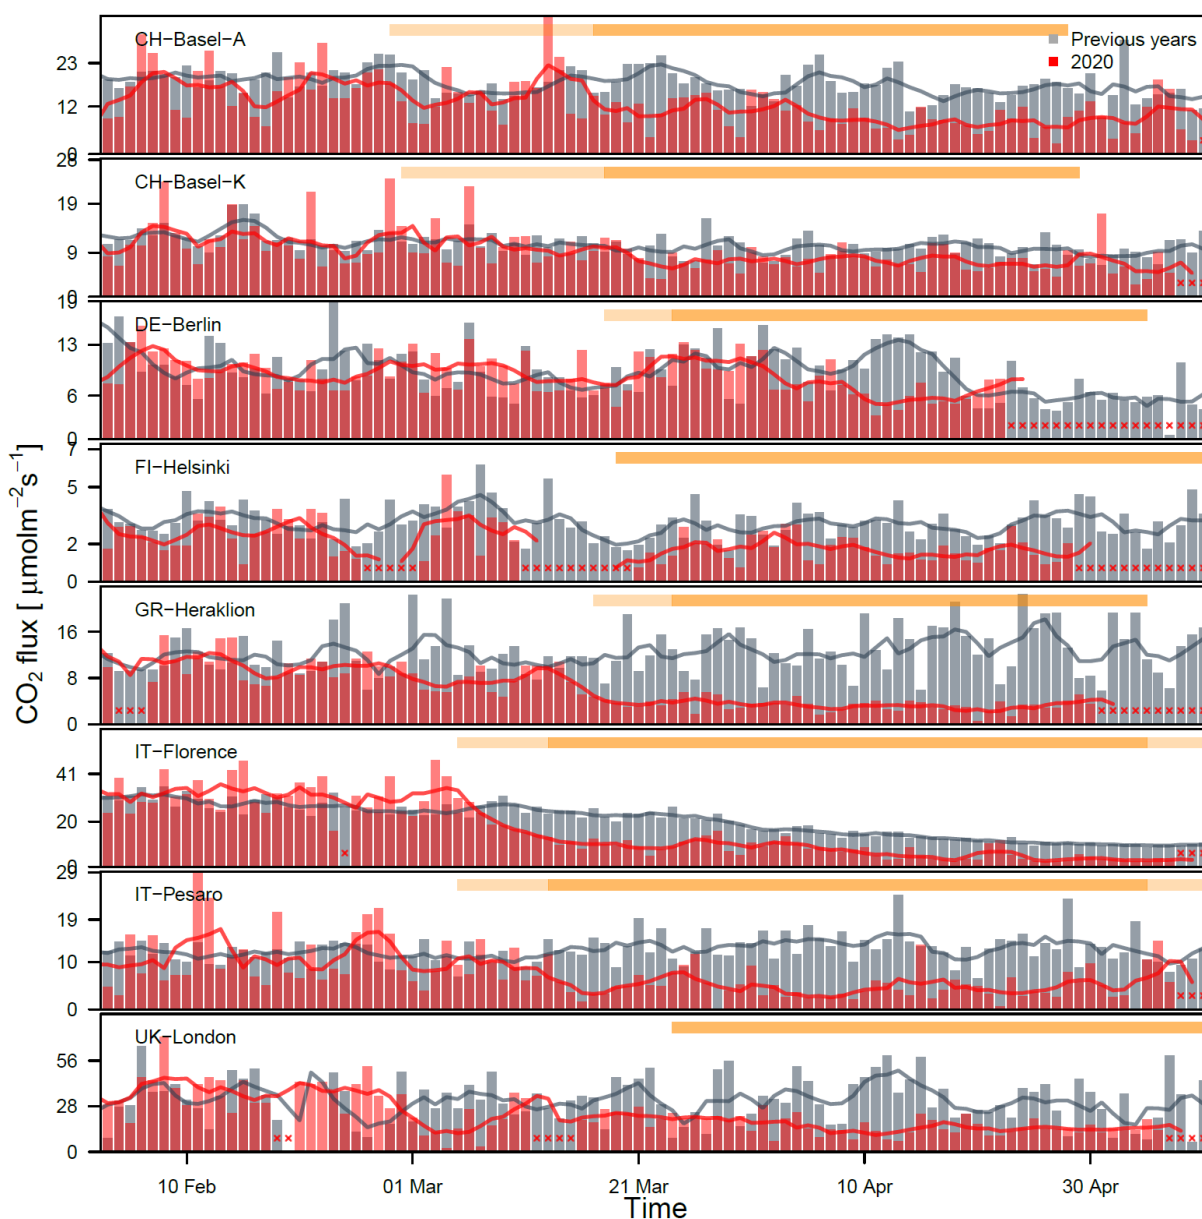 CH−Basel−A
Previous years
2020
23
12
0
CH−Basel−K
28
19
9
0
DE−Berlin
19
13
6
0
FI−Helsinki
7
5
2
0
GR−Heraklion
16
8
0
IT−Florence
41
20
0
IT−Pesaro
29
19
10
0
UK−London
56
28
0
CO2 flux [ μmolm−2s−1]
10 Feb
01 Mar
21 Mar
10 Apr
30 Apr
Time